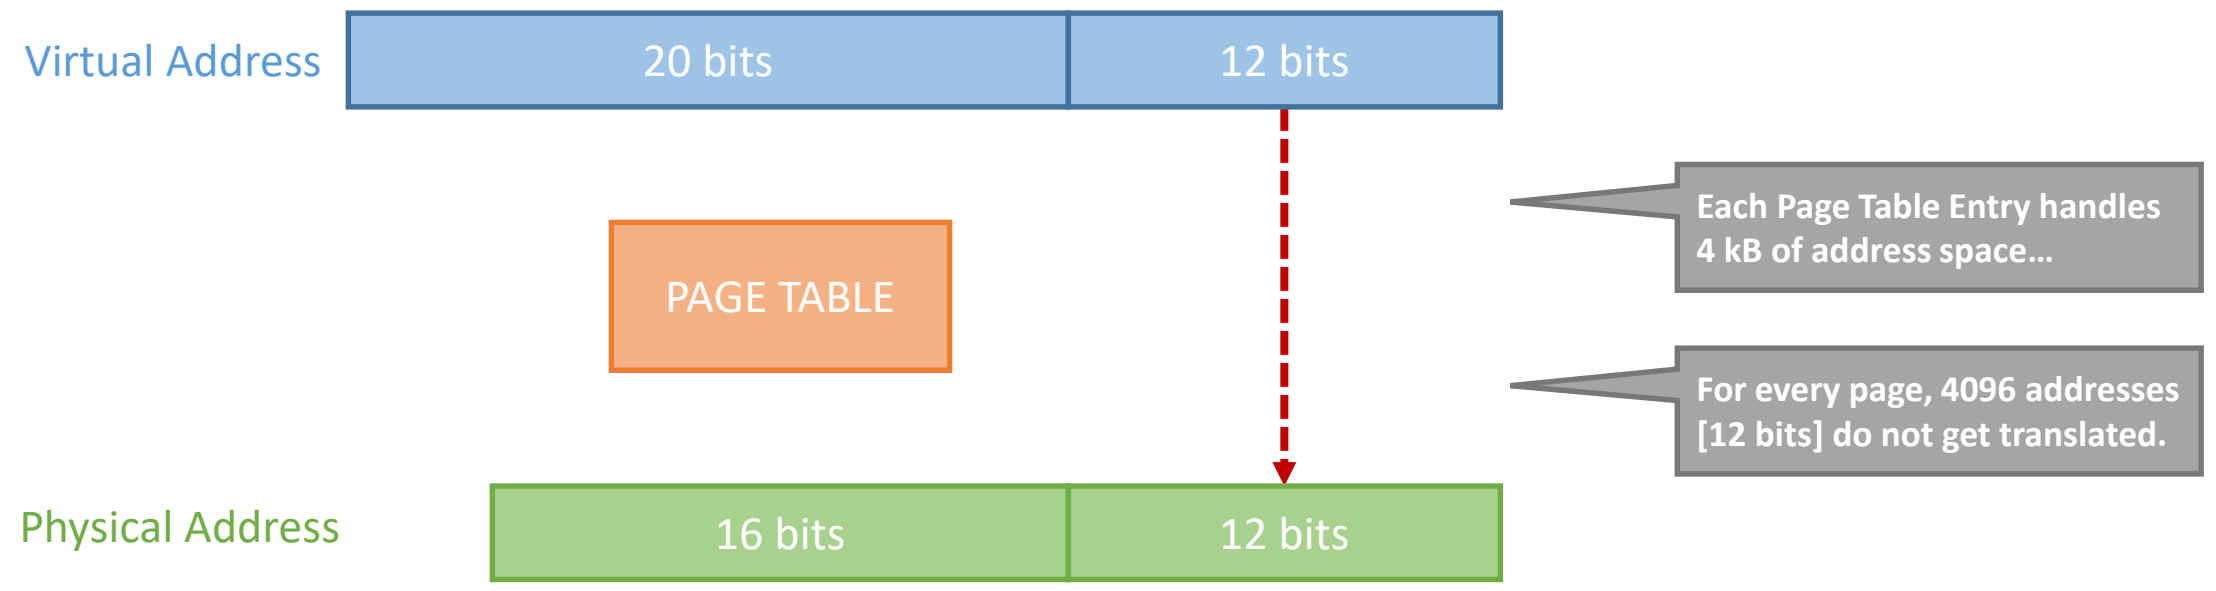 Virtual Address
20 bits
12 bits
Each Page Table Entry handles
4 kB of address space…
PAGE TABLE
For every page, 4096 addresses
[12 bits] do not get translated.
Physical Address
16 bits
12 bits